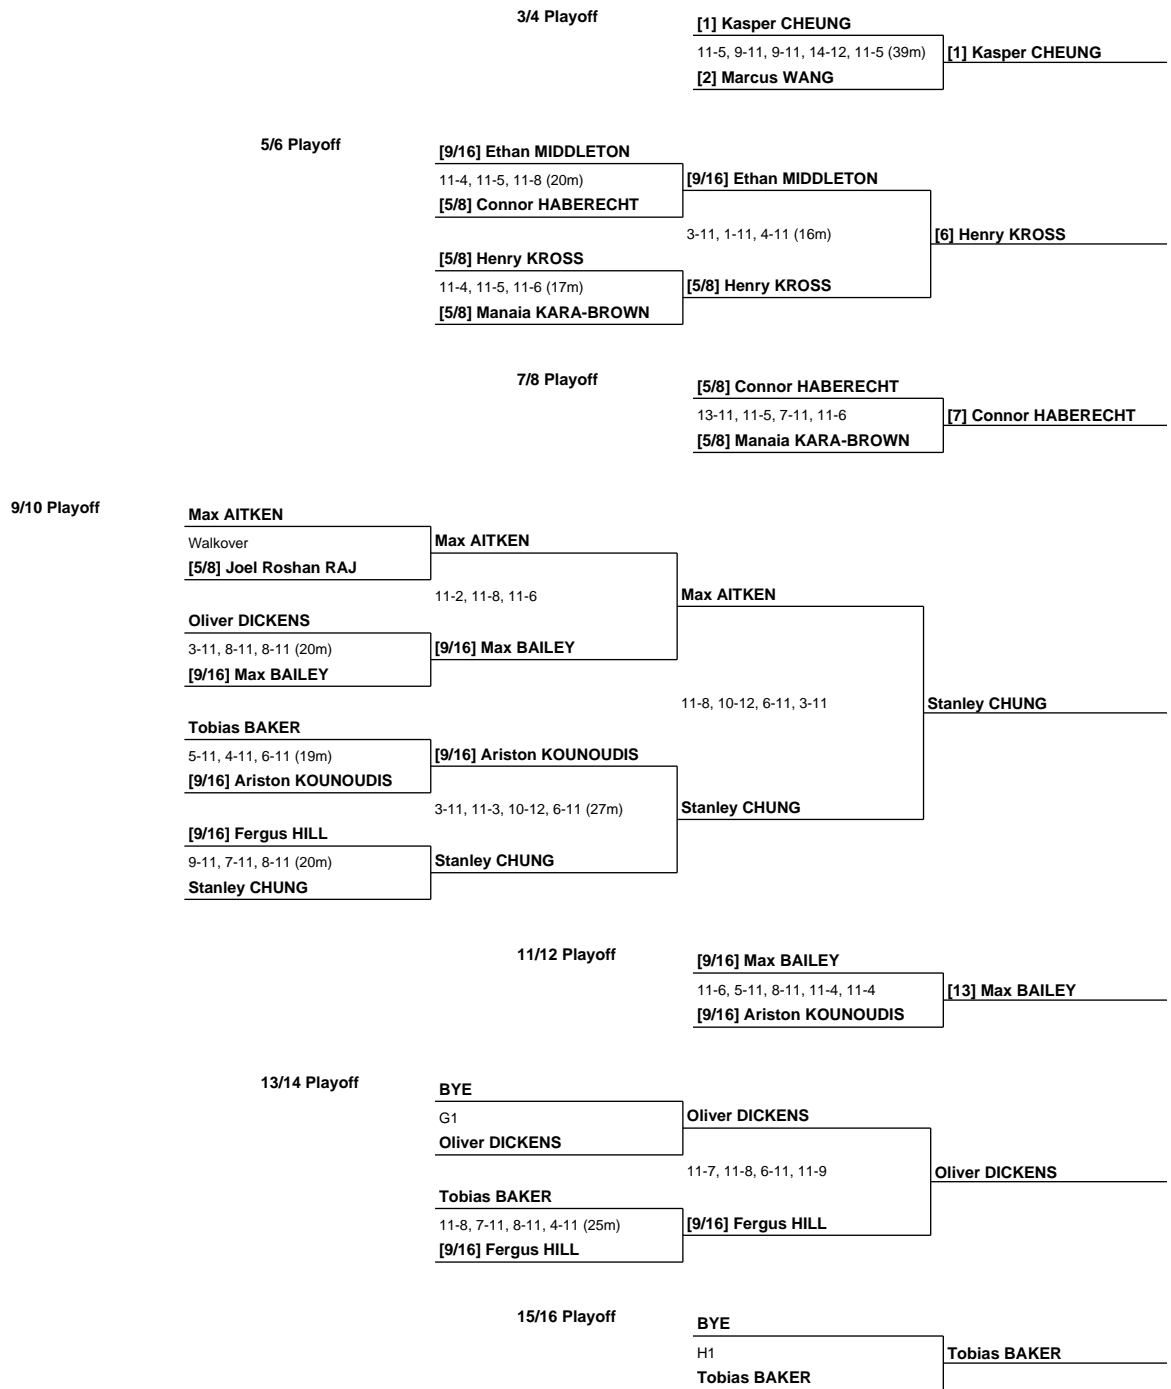 3/4 Playoff
[1] Kasper CHEUNG
11-5, 9-11, 9-11, 14-12, 11-5 (39m)
[1] Kasper CHEUNG
[2] Marcus WANG
5/6 Playoff
[9/16] Ethan MIDDLETON
11-4, 11-5, 11-8 (20m)
[9/16] Ethan MIDDLETON
[5/8] Connor HABERECHT
3-11, 1-11, 4-11 (16m)
[6] Henry KROSS
[5/8] Henry KROSS
11-4, 11-5, 11-6 (17m)
[5/8] Henry KROSS
[5/8] Manaia KARA-BROWN
7/8 Playoff
[5/8] Connor HABERECHT
13-11, 11-5, 7-11, 11-6
[7] Connor HABERECHT
[5/8] Manaia KARA-BROWN
9/10 Playoff
Max AITKEN
Walkover
Max AITKEN
[5/8] Joel Roshan RAJ
11-2, 11-8, 11-6
Max AITKEN
Oliver DICKENS
3-11, 8-11, 8-11 (20m)
[9/16] Max BAILEY
[9/16] Max BAILEY
11-8, 10-12, 6-11, 3-11
Stanley CHUNG
Tobias BAKER
5-11, 4-11, 6-11 (19m)
[9/16] Ariston KOUNOUDIS
[9/16] Ariston KOUNOUDIS
3-11, 11-3, 10-12, 6-11 (27m)
Stanley CHUNG
[9/16] Fergus HILL
9-11, 7-11, 8-11 (20m)
Stanley CHUNG
Stanley CHUNG
11/12 Playoff
[9/16] Max BAILEY
11-6, 5-11, 8-11, 11-4, 11-4
[13] Max BAILEY
[9/16] Ariston KOUNOUDIS
13/14 Playoff
BYE
G1
Oliver DICKENS
Oliver DICKENS
11-7, 11-8, 6-11, 11-9
Oliver DICKENS
Tobias BAKER
11-8, 7-11, 8-11, 4-11 (25m)
[9/16] Fergus HILL
[9/16] Fergus HILL
15/16 Playoff
BYE
H1
Tobias BAKER
Tobias BAKER